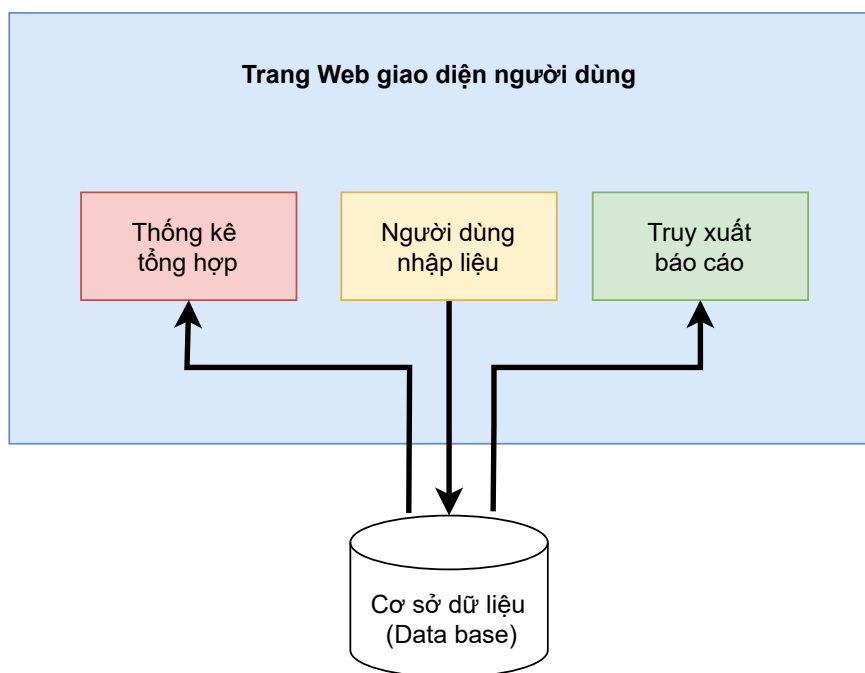 Trang Web giao diện người dùng
Thống kê
tổng hợp
Người dùng
nhập liệu
Truy xuất
báo cáo
Cơ sở dữ liệu
(Data base)